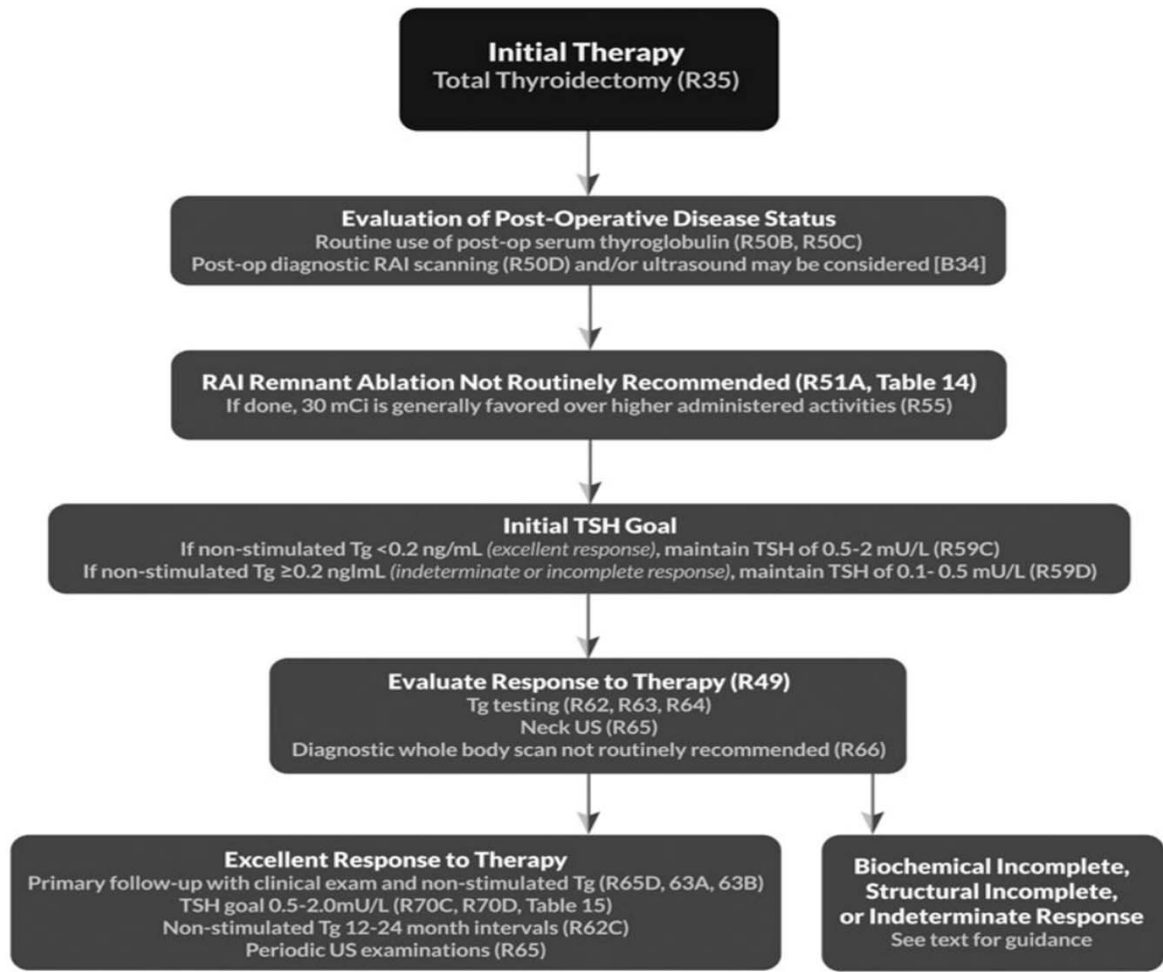 Initial Therapy
Total Thyroidectomy (R35)
Evaluation of Post-Operative Disease Status
Routine use of post-op serum thyroglobulin (R50B, R50C)
Post-op diagnostic RAI scanning (R50D) and/or ultrasound may be considered [B34]
RAI Remnant Ablation Not Routinely Recommended (R51A, Table 14)
If done, 30 mCi is generally favored over higher administered activities (R55)
Initial TSH Goal
If non-stimulated Tg <0.2 ng/mL (excellent response), maintain TSH of 0.5-2 mU/L (R59C)
If non-stimulated Tg ≥0.2 nglmL (indeterminate or incomplete response), maintain TSH of 0.1- 0.5 mU/L (R59D)
Evaluate Response to Therapy (R49)
Tg testing (R62, R63, R64)
Neck US (R65)
Diagnostic whole body scan not routinely recommended (R66)
Excellent Response to Therapy
Primary follow-up with clinical exam and non-stimulated Tg (R65D, 63A, 63B)
TSH goal 0.5-2.0mU/L (R70C, R70D, Table 15)
Non-stimulated Tg 12-24 month intervals (R62C)
Periodic US examinations (R65)
Biochemical Incomplete,
Structural Incomplete,
or Indeterminate Response
See text for guidance